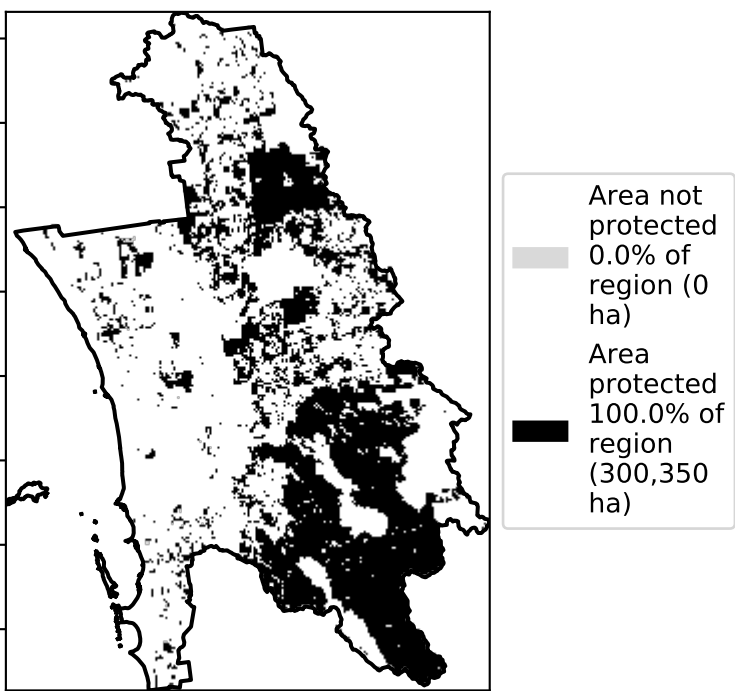 Area not
protected
0.0% of
region (0
ha)
Area
protected
100.0% of
region
(300,350
ha)